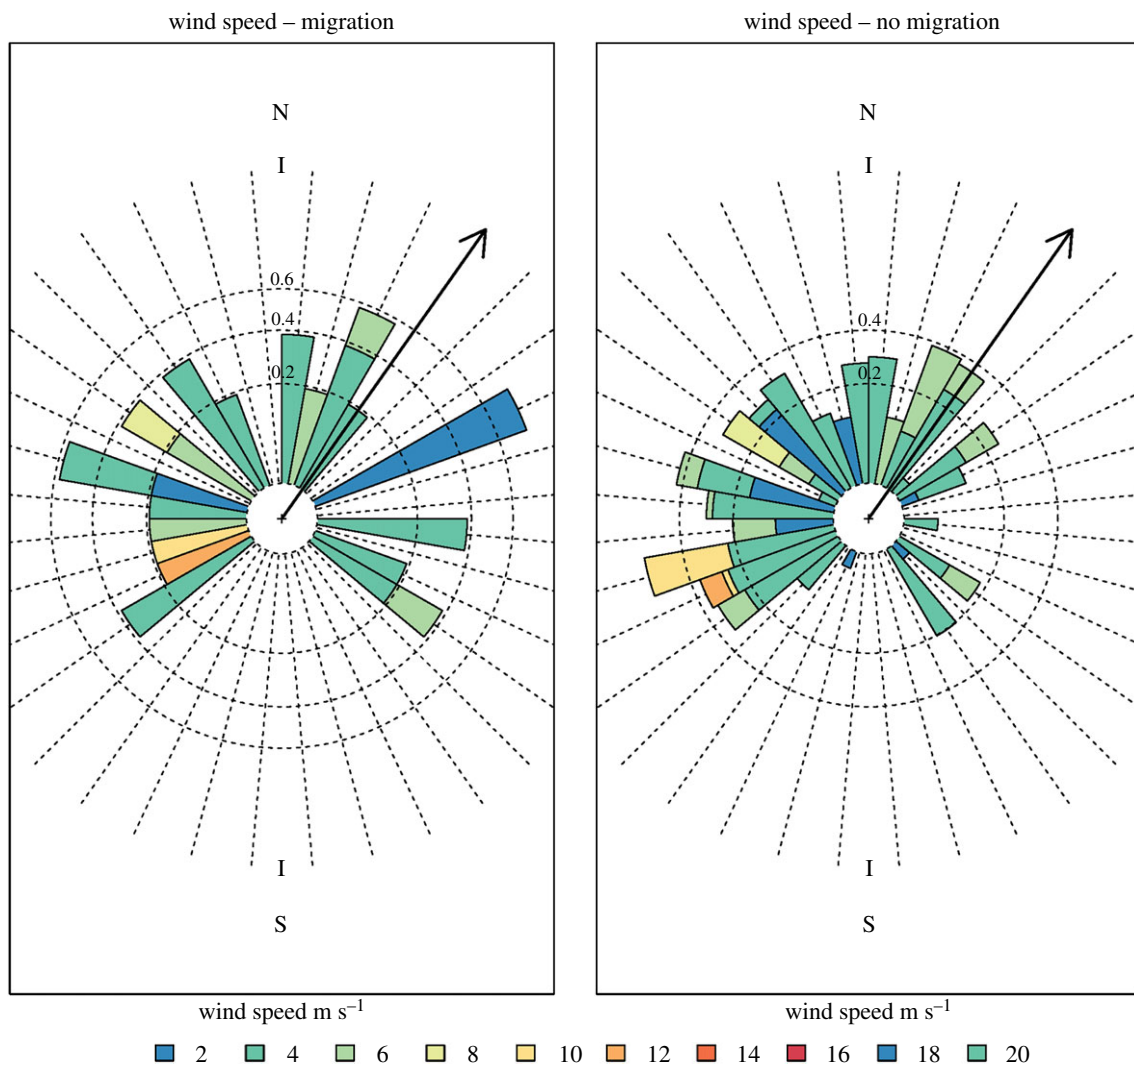 wind speed – migration
wind speed – no migration
N
N
I
I
0.6
0.4
0.2
0.4
0.2
I
I
S
S
wind speed m s⁻¹
wind speed m s⁻¹
2 4 6 8 10 12 14 16 18 20